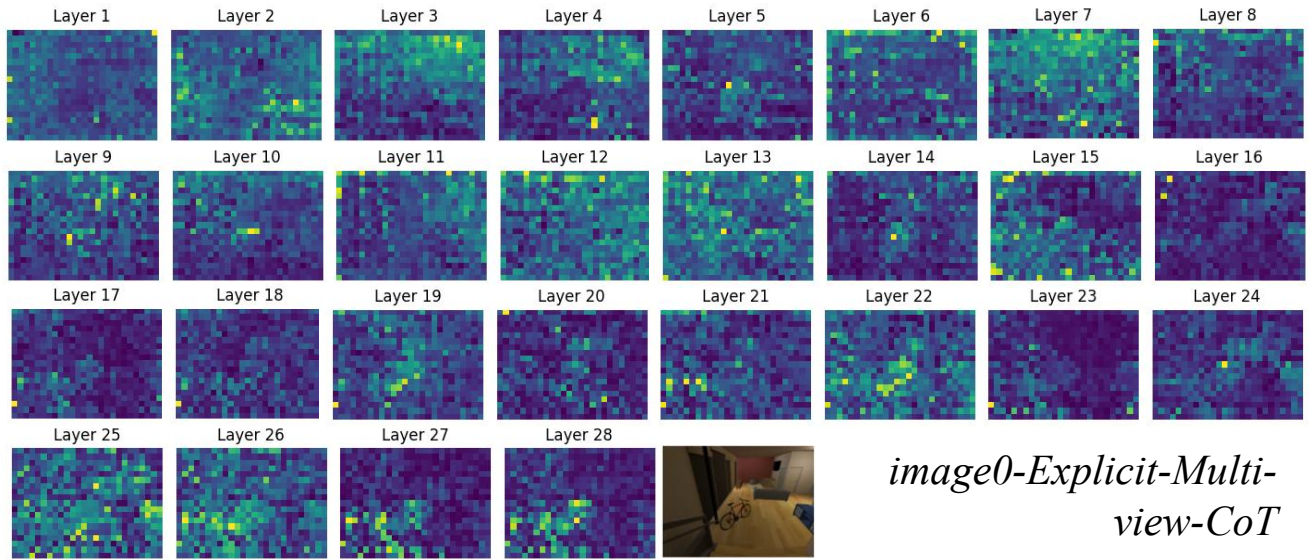 Layer 1 Layer 2 Layer 3 Layer 4 Layer 5 Layer 6 Layer 7 Layer 8
Layer 9 Layer 10 Layer 11 Layer 12 Layer 13 Layer 14 Layer 15 Layer 16
Layer 17 Layer 18 Layer 19 Layer 20 Layer 21 Layer 22 Layer 23 Layer 24
Layer 25 Layer 26 Layer 27 Layer 28
image0-Explicit-Multi-
view-CoT